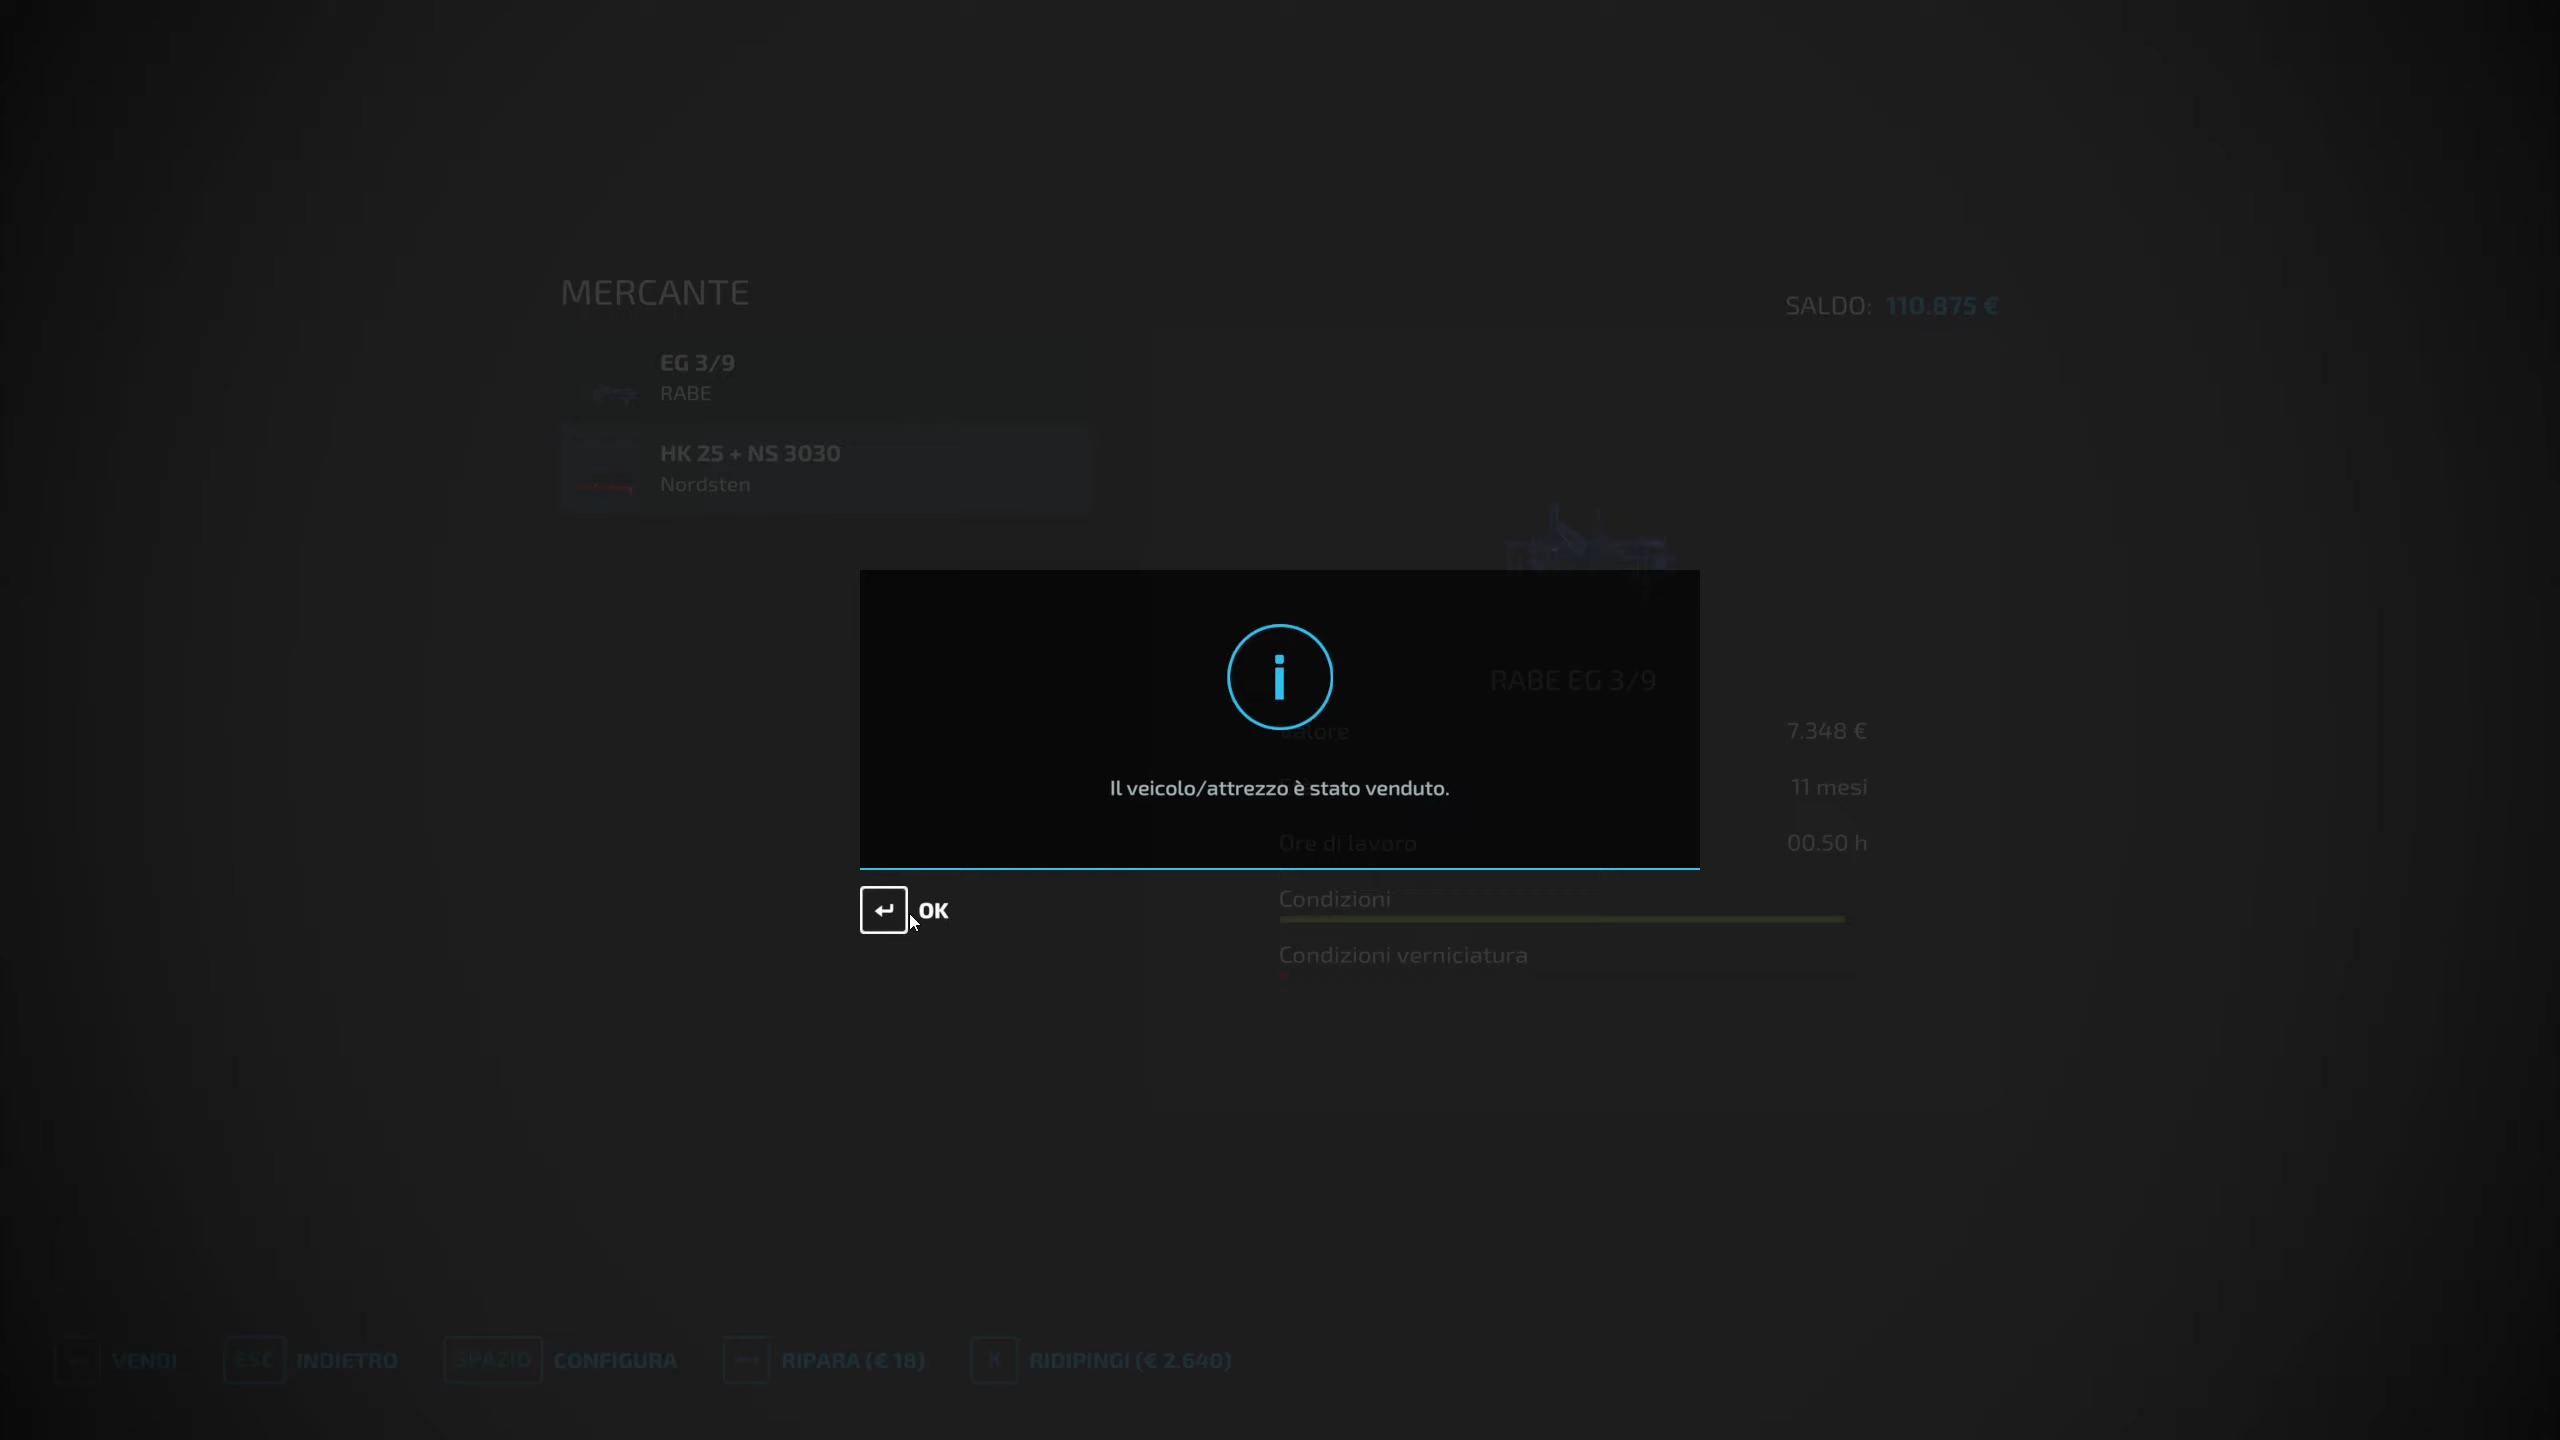 MERCANTE
SALDO: 110.875 €
EG 3/9
RABE
HK 25 + NS 3030
Nordsten
RABE EG 3/9
Valore 7.348 €
Il veicolo/attrezzo è stato venduto.
11 mesi
Ore di lavoro 00.50 h
OK
Condizioni
Condizioni verniciatura
VENDI ESC INDIETRO SPAZIO CONFIGURA RIPARA (€ 18) RIDIPINGI (€ 2.640)